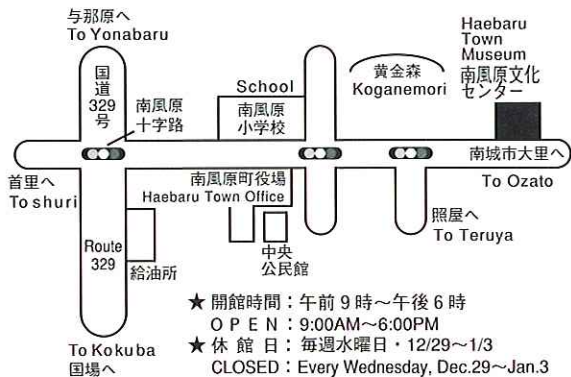 与那原へ
To Yonabaru
国道329号
南風原
十字路
School
南風原
小学校
黄金森
Koganemori
Haebaru
Town
Museum
南風原文化
センター
首里へ
To shuri
南風原町役場
Haebaru Town Office
南城市大里へ
To Ozato
Route
329
給油所
中央
公民館
照屋へ
To Teruya
To Kokuba
国場へ
★ 開館時間：午前9時～午後6時
OPEN：9:00AM～6:00PM
★ 休館日：毎週水曜日・12/29～1/3
CLOSED：Every Wednesday, Dec.29～Jan.3